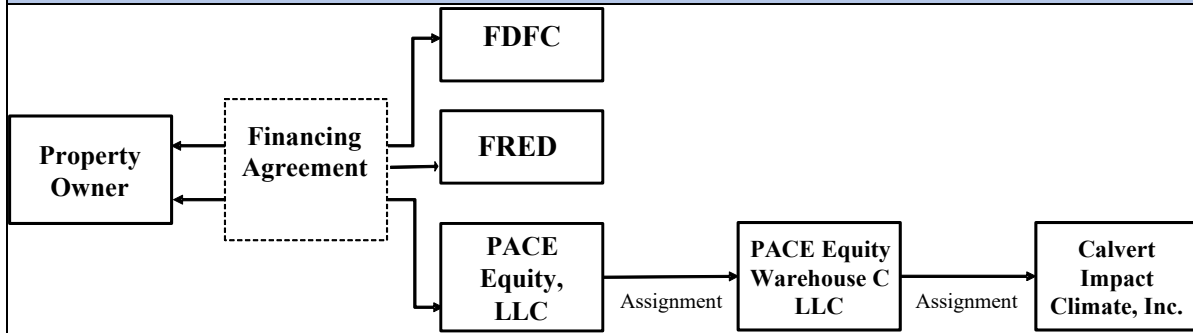 FDFC
FRED
Financing
Agreement
Property
Owner
PACE
Equity,
LLC
Assignment
PACE Equity
Warehouse C
LLC
Assignment
Calvert
Impact
Climate, Inc.